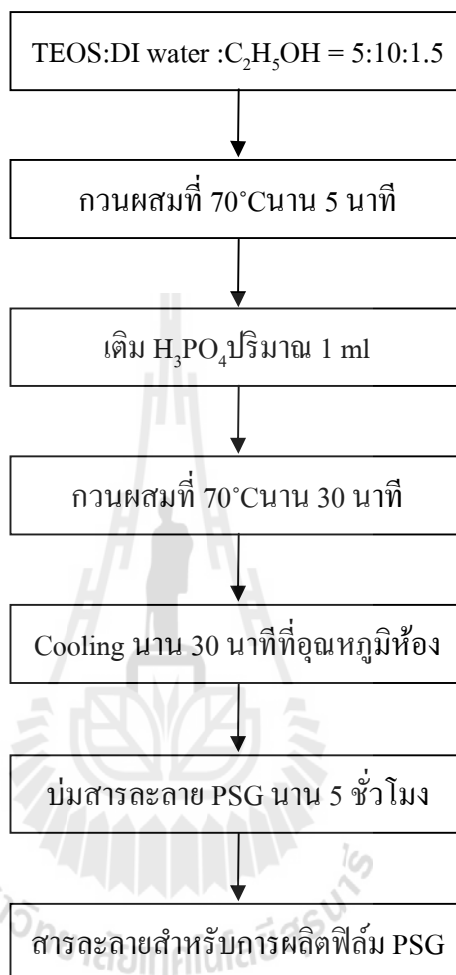 TEOS:DI water :C₂H₅OH = 5:10:1.5
กวนผสมที่ 70°Cนาน 5 นาที
เติม H₃PO₄ปริมาณ 1 ml
กวนผสมที่ 70°Cนาน 30 นาที
Cooling นาน 30 นาทีที่อุณหภูมิห้อง
บ่มสารละลาย PSG นาน 5 ชั่วโมง
สารละลายสำหรับการผลิตฟิล์ม PSG